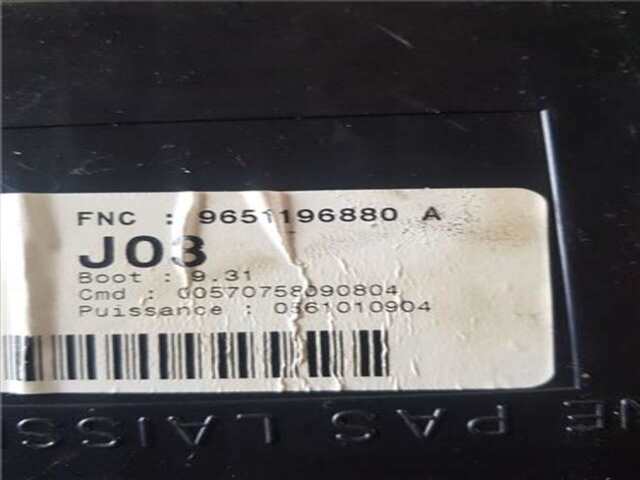 FNC : 9651196880 A
J03
Boot : 9.31
Cmd : 00570758090804
Puissance : 0361010904
NE PAS LAISS